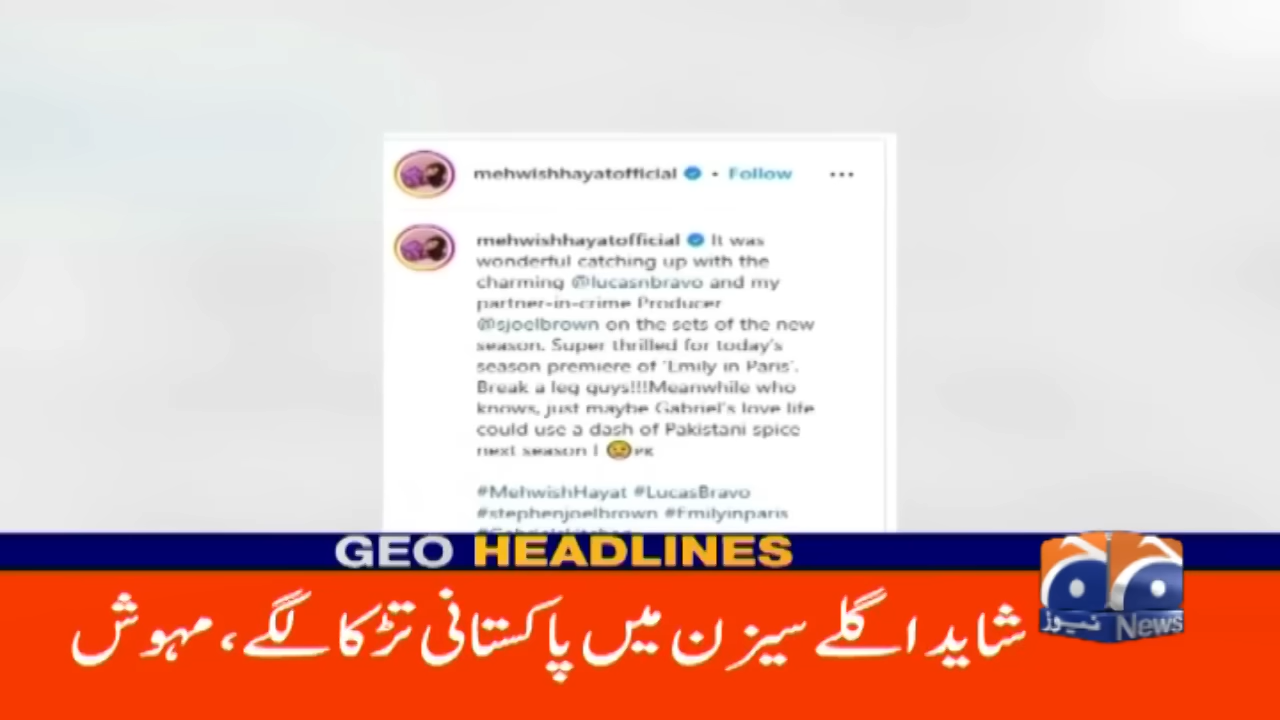 mehwishhayatofficial • Follow ...
mehwishhayatofficial It was
wonderful catching up with the
charming @lucasnbravo and my
partner-in-crime Producer
@sjoelbrown on the sets of the new
season. Super thrilled for today's
season premiere of 'Emily in Paris'.
Break a leg guys!!!Meanwhile who
knows, just maybe Gabriel's love life
could use a dash of Pakistani spice
next season ! 😉PK
#MehwishHayat #LucasBravo
#stephenjoelbrown #Emilyinparis
GEO HEADLINES
شاید اگلے سیزن میں پاکستانی تڑکا لگے، مہوش
جیو
نیوز News